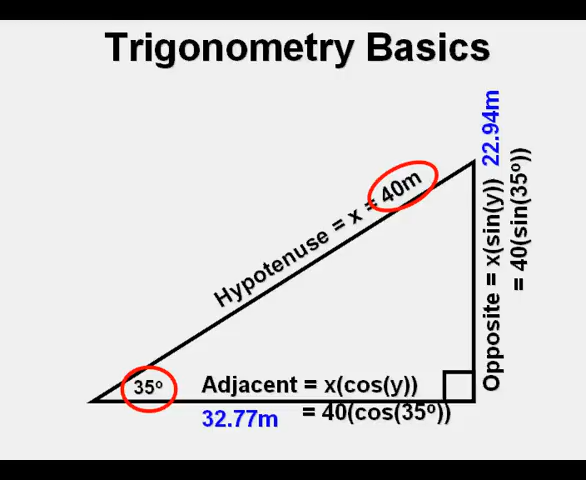 Trigonometry Basics
Hypotenuse = x = 40m
22.94m
Opposite = x(sin(y))
= 40(sin(35º))
35º
Adjacent = x(cos(y))
= 40(cos(35º))
32.77m